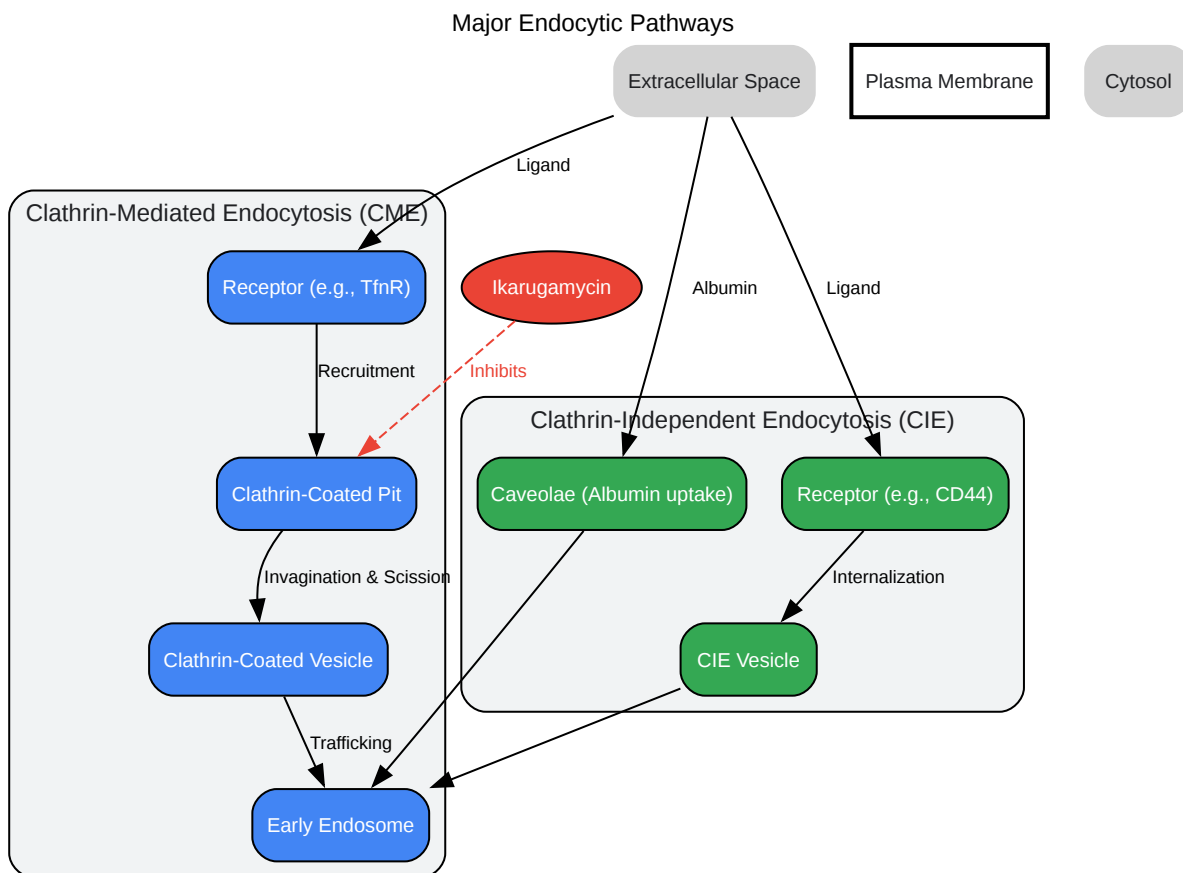 Major Endocytic Pathways
Extracellular Space
Plasma Membrane
Cytosol
Ligand
Clathrin-Mediated Endocytosis (CME)
Receptor (e.g., TfnR)
Ikarugamycin
Albumin
Ligand
Recruitment
Inhibits
Clathrin-Independent Endocytosis (CIE)
Clathrin-Coated Pit
Caveolae (Albumin uptake)
Receptor (e.g., CD44)
Invagination & Scission
Internalization
Clathrin-Coated Vesicle
CIE Vesicle
Trafficking
Early Endosome